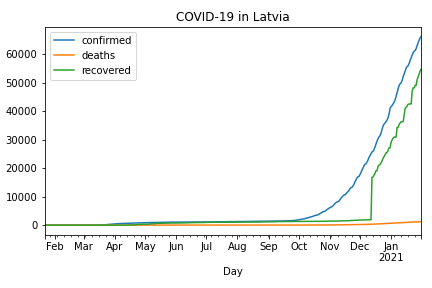 COVID-19 in Latvia
confirmed
deaths
recovered
60000
50000
40000
30000
20000
10000
0
Feb Mar Apr May Jun Jul Aug Sep Oct Nov Dec Jan
2021
Day